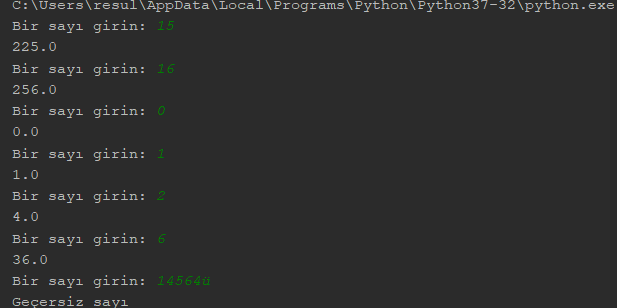 C:\Users\resul\AppData\Local\Programs\Python\Python37-32\python.exe
Bir sayı girin: 15
225.0
Bir sayı girin: 16
256.0
Bir sayı girin: 0
0.0
Bir sayı girin: 1
1.0
Bir sayı girin: 2
4.0
Bir sayı girin: 6
36.0
Bir sayı girin: 14564ü
Geçersiz sayı